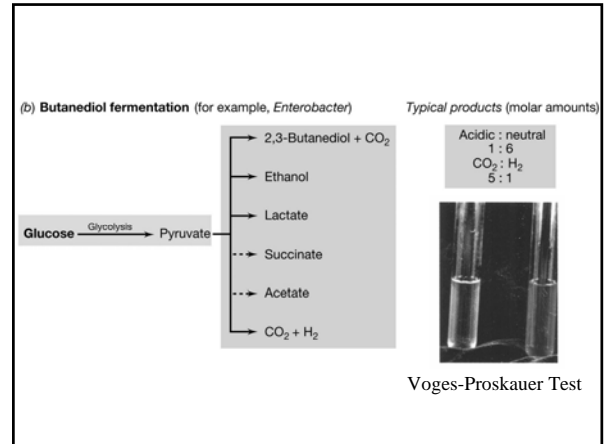 (b) Butanediol fermentation (for example, Enterobacter)
Typical products (molar amounts)
Acidic : neutral
1 : 6
CO₂ : H₂
5 : 1
Glucose
Glycolysis
Pyruvate
2,3-Butanediol + CO₂
Ethanol
Lactate
Succinate
Acetate
CO₂ + H₂
Voges-Proskauer Test